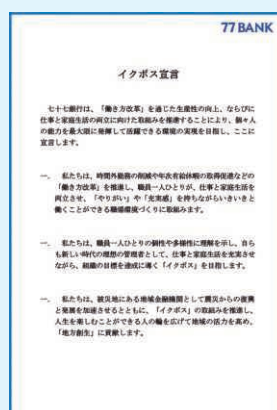 77 BANK
イクボス宣言
七十七銀行は、「働き方改革」を通じた生産性の向上、ならびに
仕事と家庭生活の両立に向けた取組みを推進することにより、個々人
の能力を最大限に発揮して活躍できる環境の実現を目指し、ここに
宣言します。
一、 私たちは、時間外勤務の削減や年次有給休暇の取得促進などの
「働き方改革」を推進し、職員一人ひとりが、仕事と家庭生活を
両立させ、「やりがい」や「充実感」を持ちながらいきいきと
働くことができる職場環境づくりに取組みます。
一、 私たちは、職員一人ひとりの個性や多様性に理解を示し、自ら
も新しい時代の理想の管理者として、仕事と家庭生活を充実させ
ながら、組織の目標を達成に導く「イクボス」を目指します。
一、 私たちは、被災地にある地域金融機関として震災からの復興
と発展を加速させるとともに、「イクボス」の取組みを推進し、
人生を楽しむことができる人の輪を広げて地域の活力を高め、
「地方創生」に貢献します。